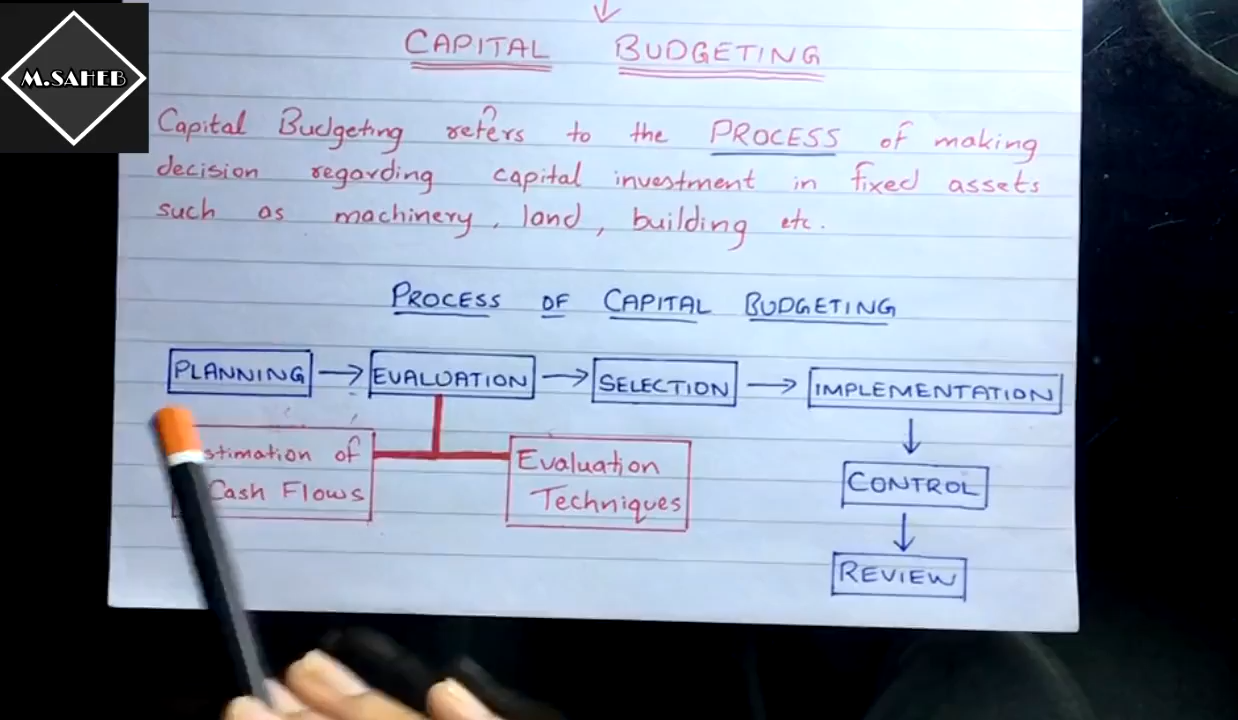 M.SAHEB
CAPITAL BUDGETING
Capital Budgeting refers to the PROCESS of making
decision regarding capital investment in fixed assets
such as machinery, land, building etc.
PROCESS OF CAPITAL BUDGETING
PLANNING → EVALUATION → SELECTION → IMPLEMENTATION
stimation of
Cash Flows
Evaluation
Techniques
CONTROL
REVIEW